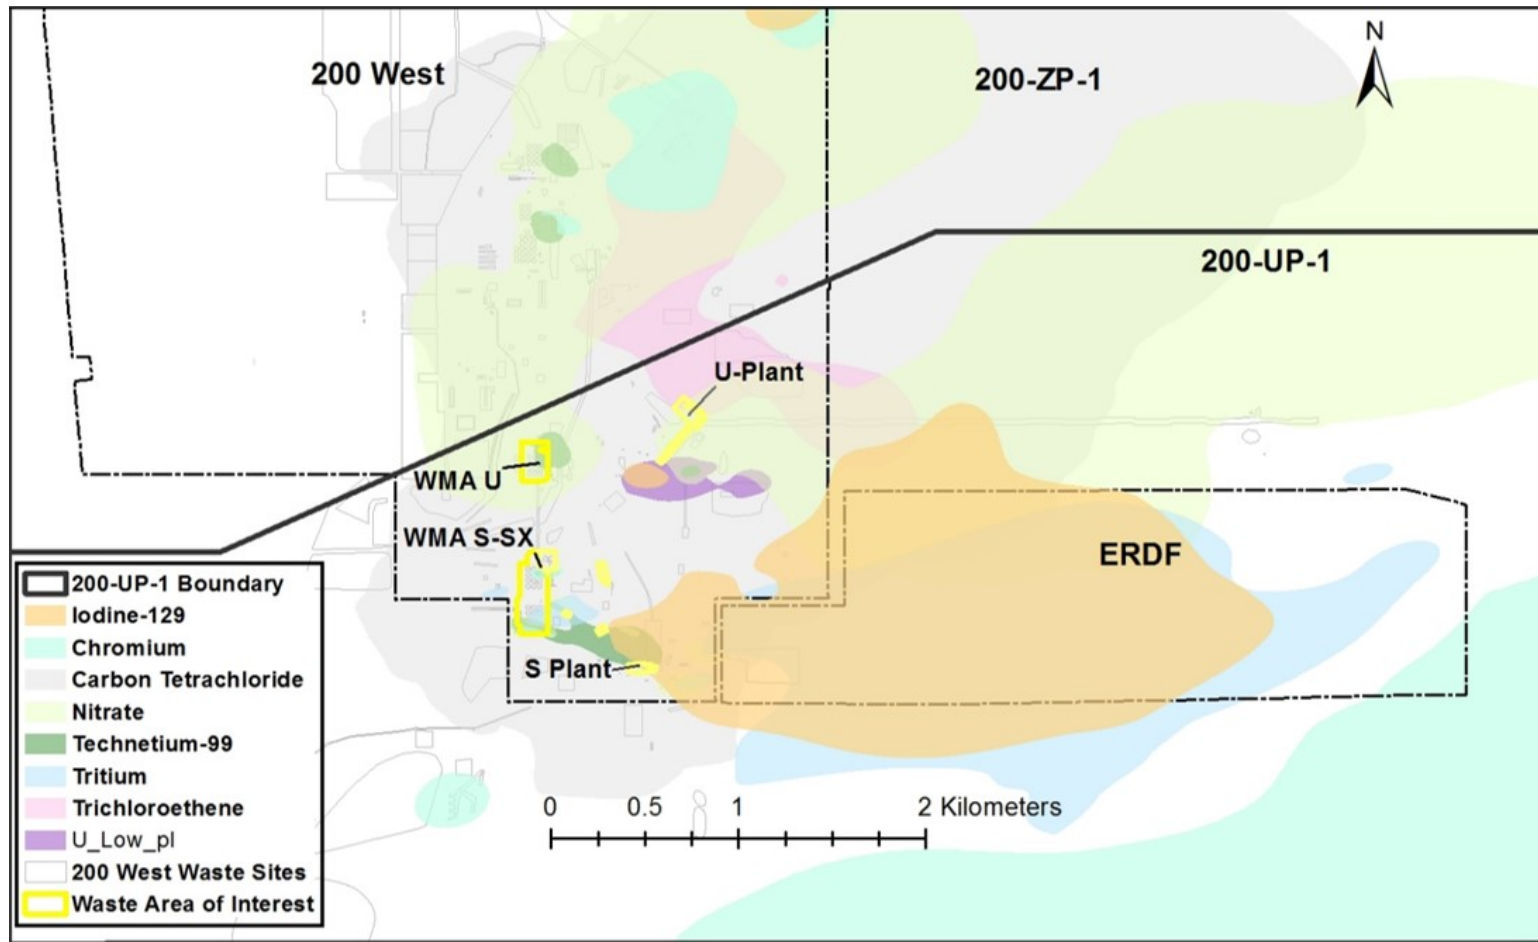 200 West
200-ZP-1
N
200-UP-1
U-Plant
WMA U
WMA S-SX
ERDF
S Plant
200-UP-1 Boundary
Iodine-129
Chromium
Carbon Tetrachloride
Nitrate
Technetium-99
Tritium
Trichloroethene
U_Low_pl
200 West Waste Sites
Waste Area of Interest
0 0.5 1 2 Kilometers